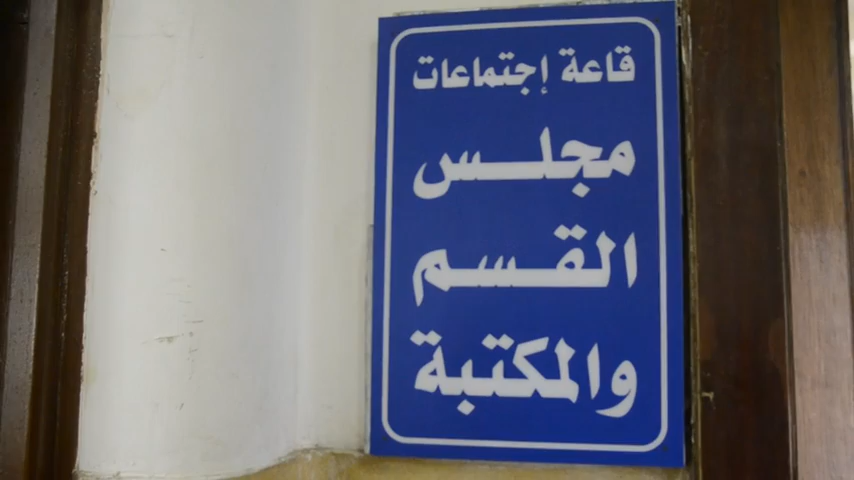 قاعة إجتماعات
مجلس
القسم
والمكتبة